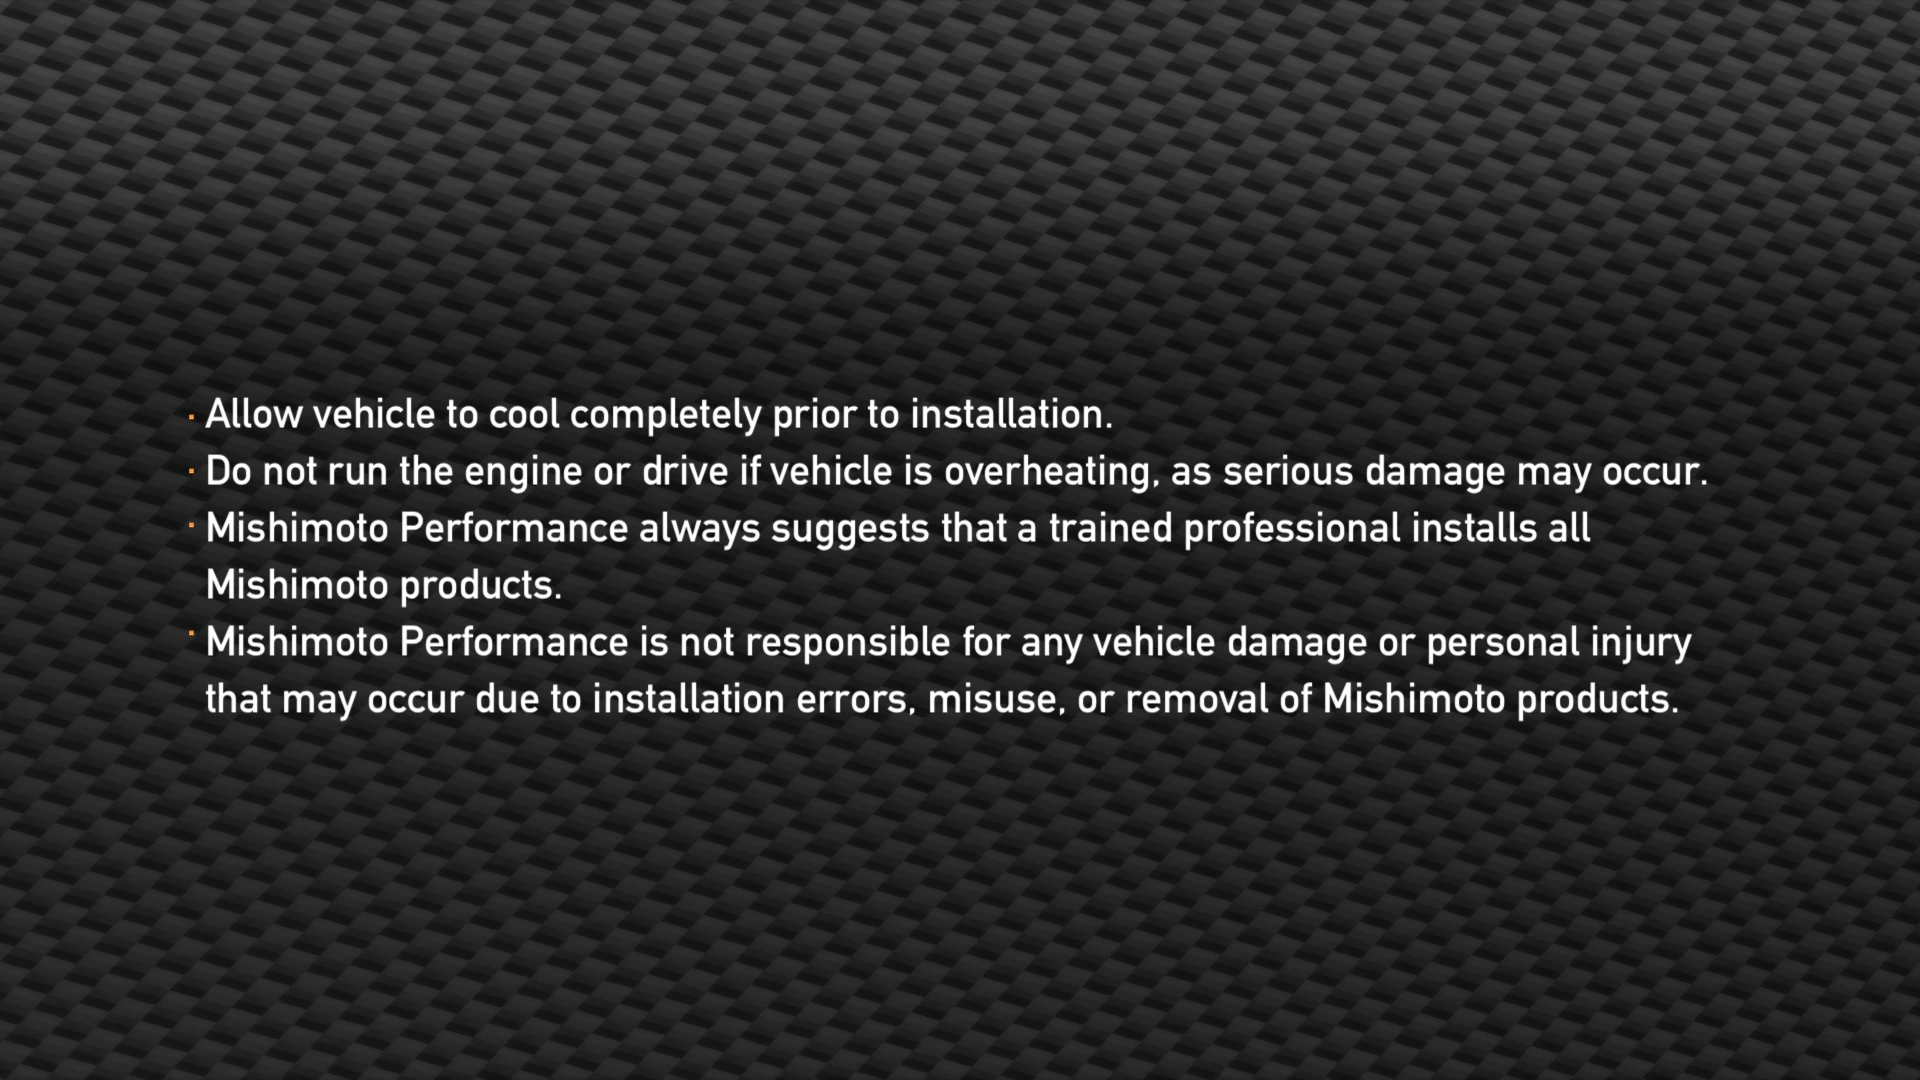 · Allow vehicle to cool completely prior to installation.
· Do not run the engine or drive if vehicle is overheating, as serious damage may occur.
· Mishimoto Performance always suggests that a trained professional installs all
Mishimoto products.
· Mishimoto Performance is not responsible for any vehicle damage or personal injury
that may occur due to installation errors, misuse, or removal of Mishimoto products.